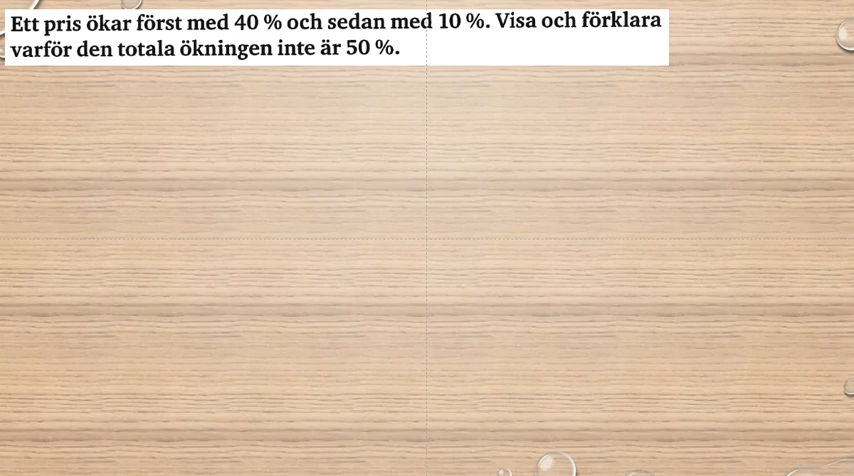 Ett pris ökar först med 40 % och sedan med 10 %. Visa och förklara
varför den totala ökningen inte är 50 %.